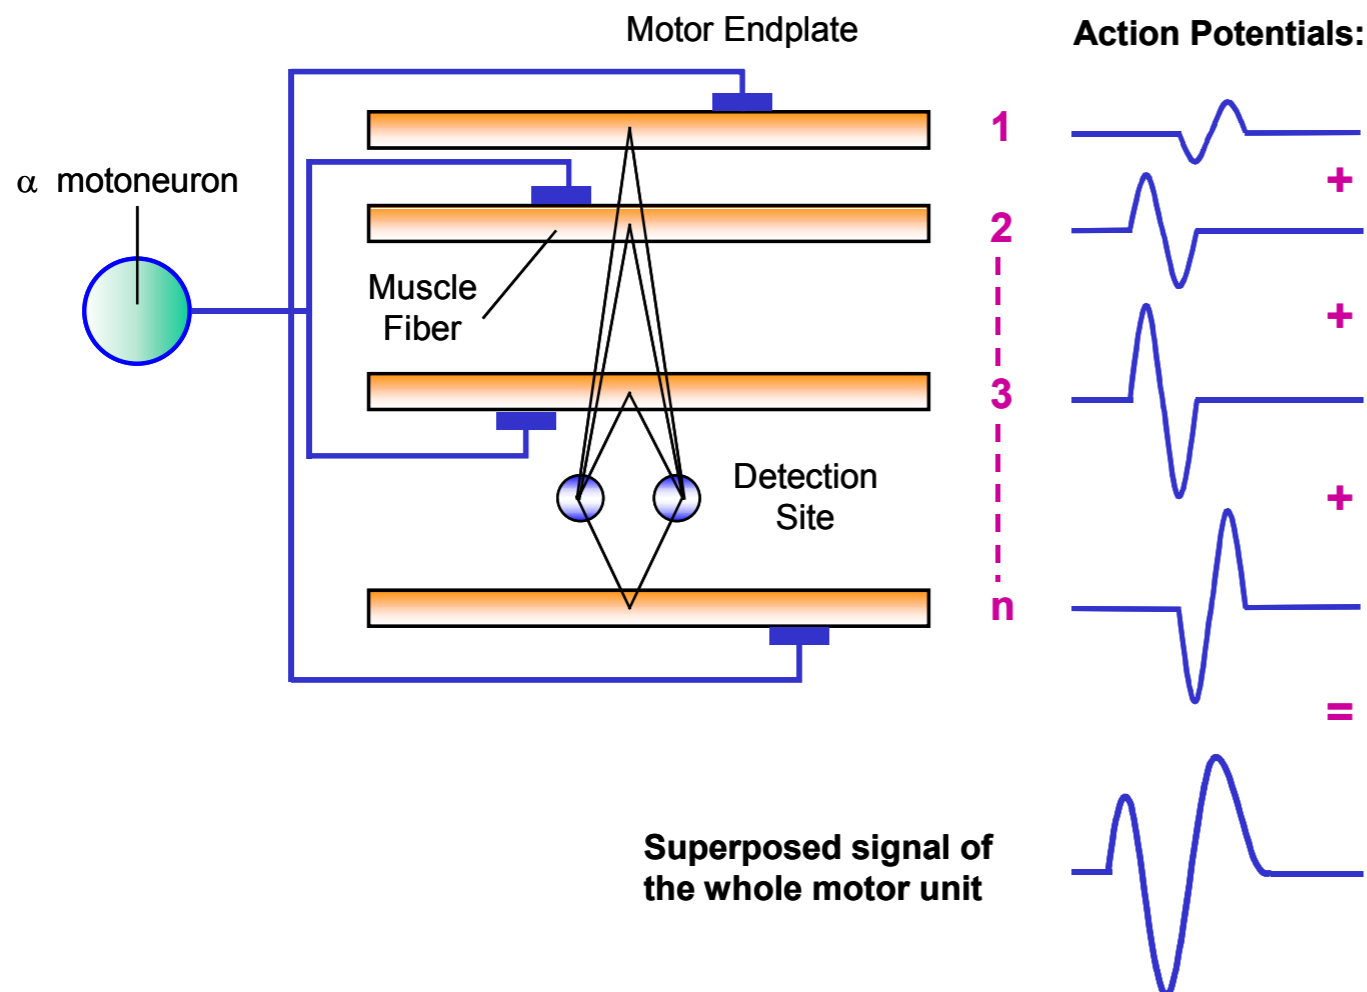 Motor Endplate
Action Potentials:
α motoneuron
1
+
2
Muscle
Fiber
+
3
Detection
Site
+
n
=
Superposed signal of
the whole motor unit